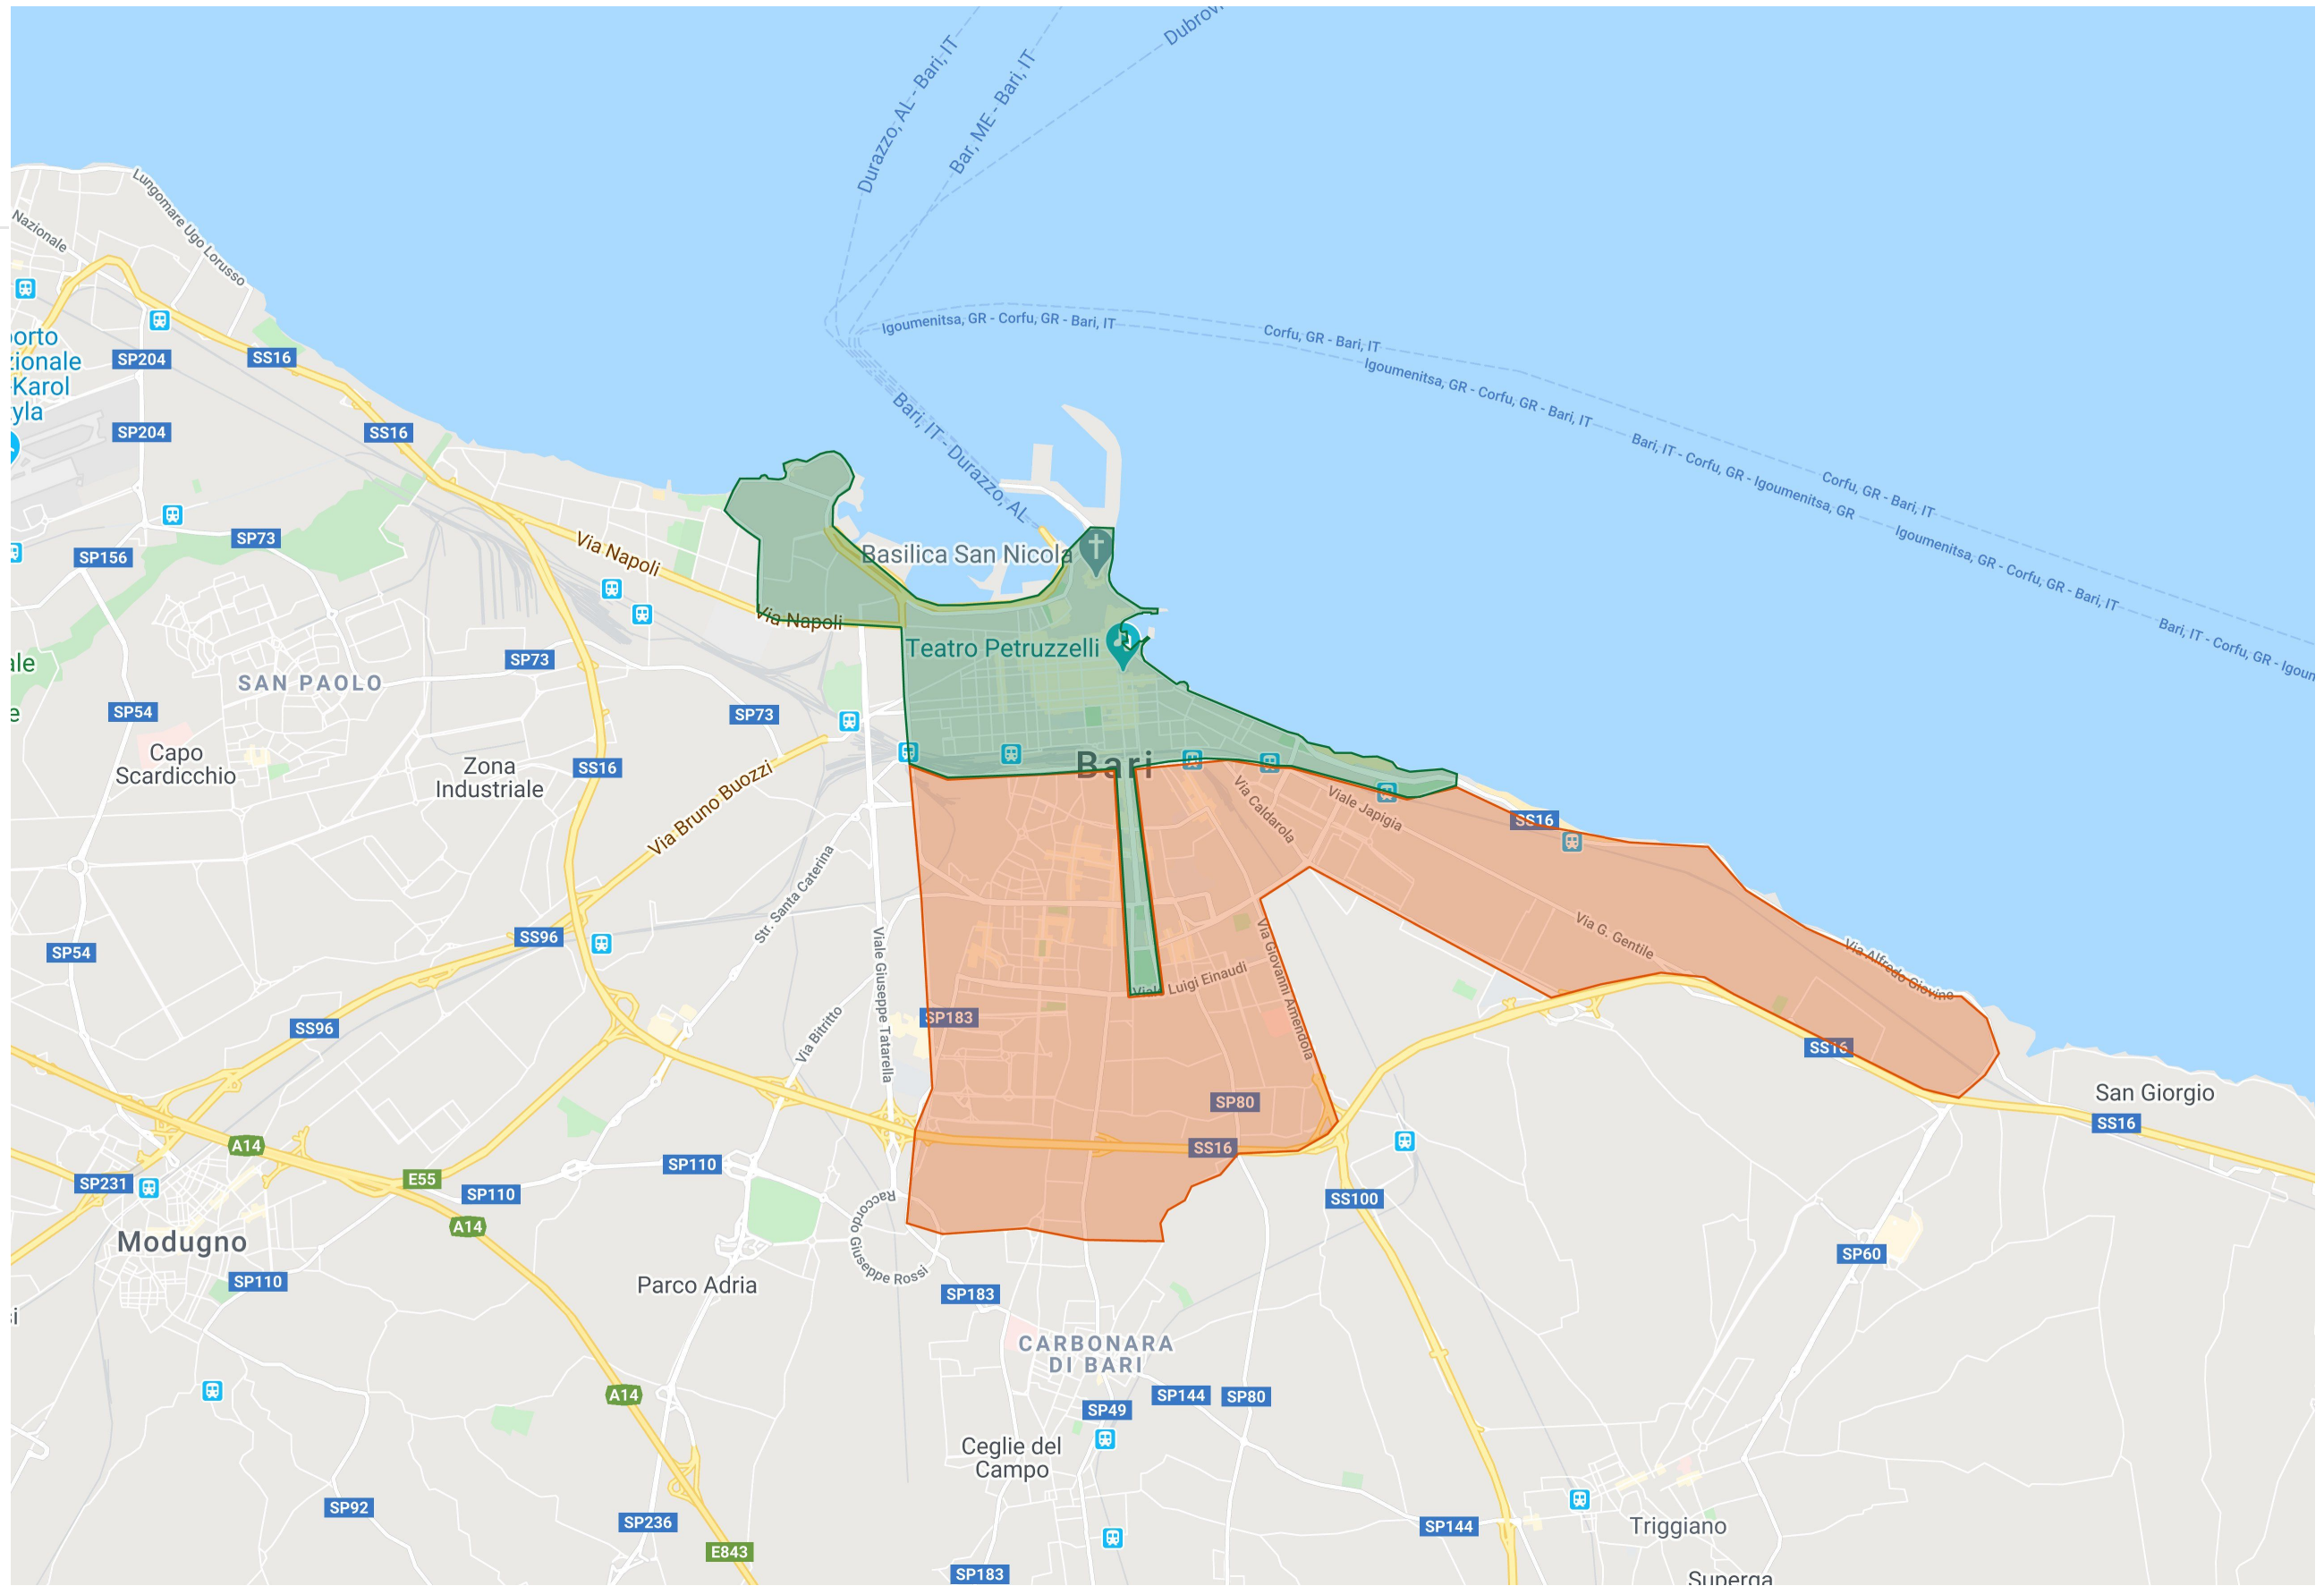 Durazzo, AL - Bari, IT
Bar, ME - Bari, IT
Lungomare Ugo Lorusso
Nazionale
Igoumenitsa, GR - Corfu, GR - Bari, IT
Corfu, GR - Bari, IT
Igoumenitsa, GR - Corfu, GR - Bari, IT
Bari, IT - Corfu, GR - Igoumenitsa, GR
Corfu, GR - Bari, IT
Igoumenitsa, GR - Corfu, GR - Bari, IT
Bari, IT - Corfu, GR - Igoum
Bari, IT - Durazzo, AL
orto
zionale
Karol
yla
SP204
SS16
SP204
SS16
SP73
SP156
Via Napoli
Basilica San Nicola
Via Napoli
Teatro Petruzzelli
ale
e
SP73
SAN PAOLO
SP54
SP73
Capo
Scardicchio
Zona
Industriale
SS16
Bari
Via Bruno Buozzi
Via Caldarola
Viale Japigia
SS16
Str. Santa Caterina
SP54
SS96
Viale Giuseppe Tatarella
Via Giovanni Amendola
Via G. Gentile
Via Alfredo Giovine
Viale Luigi Einaudi
SS96
SP183
Via Bitritto
SS16
SP80
San Giorgio
SS16
A14
SS16
SP231
E55
SP110
SP110
SS100
A14
Modugno
Raccordo Giuseppe Rossi
SP60
SP110
Parco Adria
SP183
si
CARBONARA
DI BARI
A14
SP144
SP80
SP49
Ceglie del
Campo
SP92
SP236
SP144
Triggiano
E843
SP183
Superga